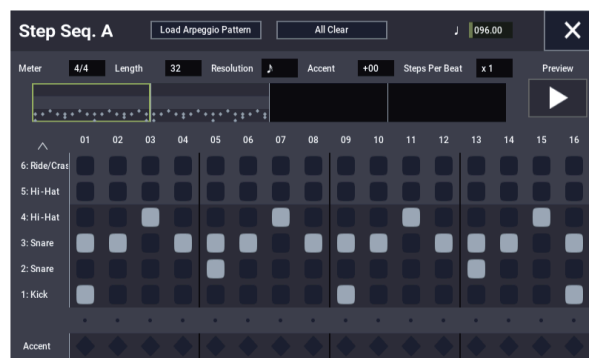 Step Seq. A Load Arpeggio Pattern All Clear ♩ 096.00 ×
Meter 4/4 Length 32 Resolution ♪ Accent +00 Steps Per Beat x 1 Preview
01 02 03 04 05 06 07 08 09 10 11 12 13 14 15 16
6: Ride/Cras
5: Hi-Hat
4: Hi-Hat
3: Snare
2: Snare
1: Kick
Accent